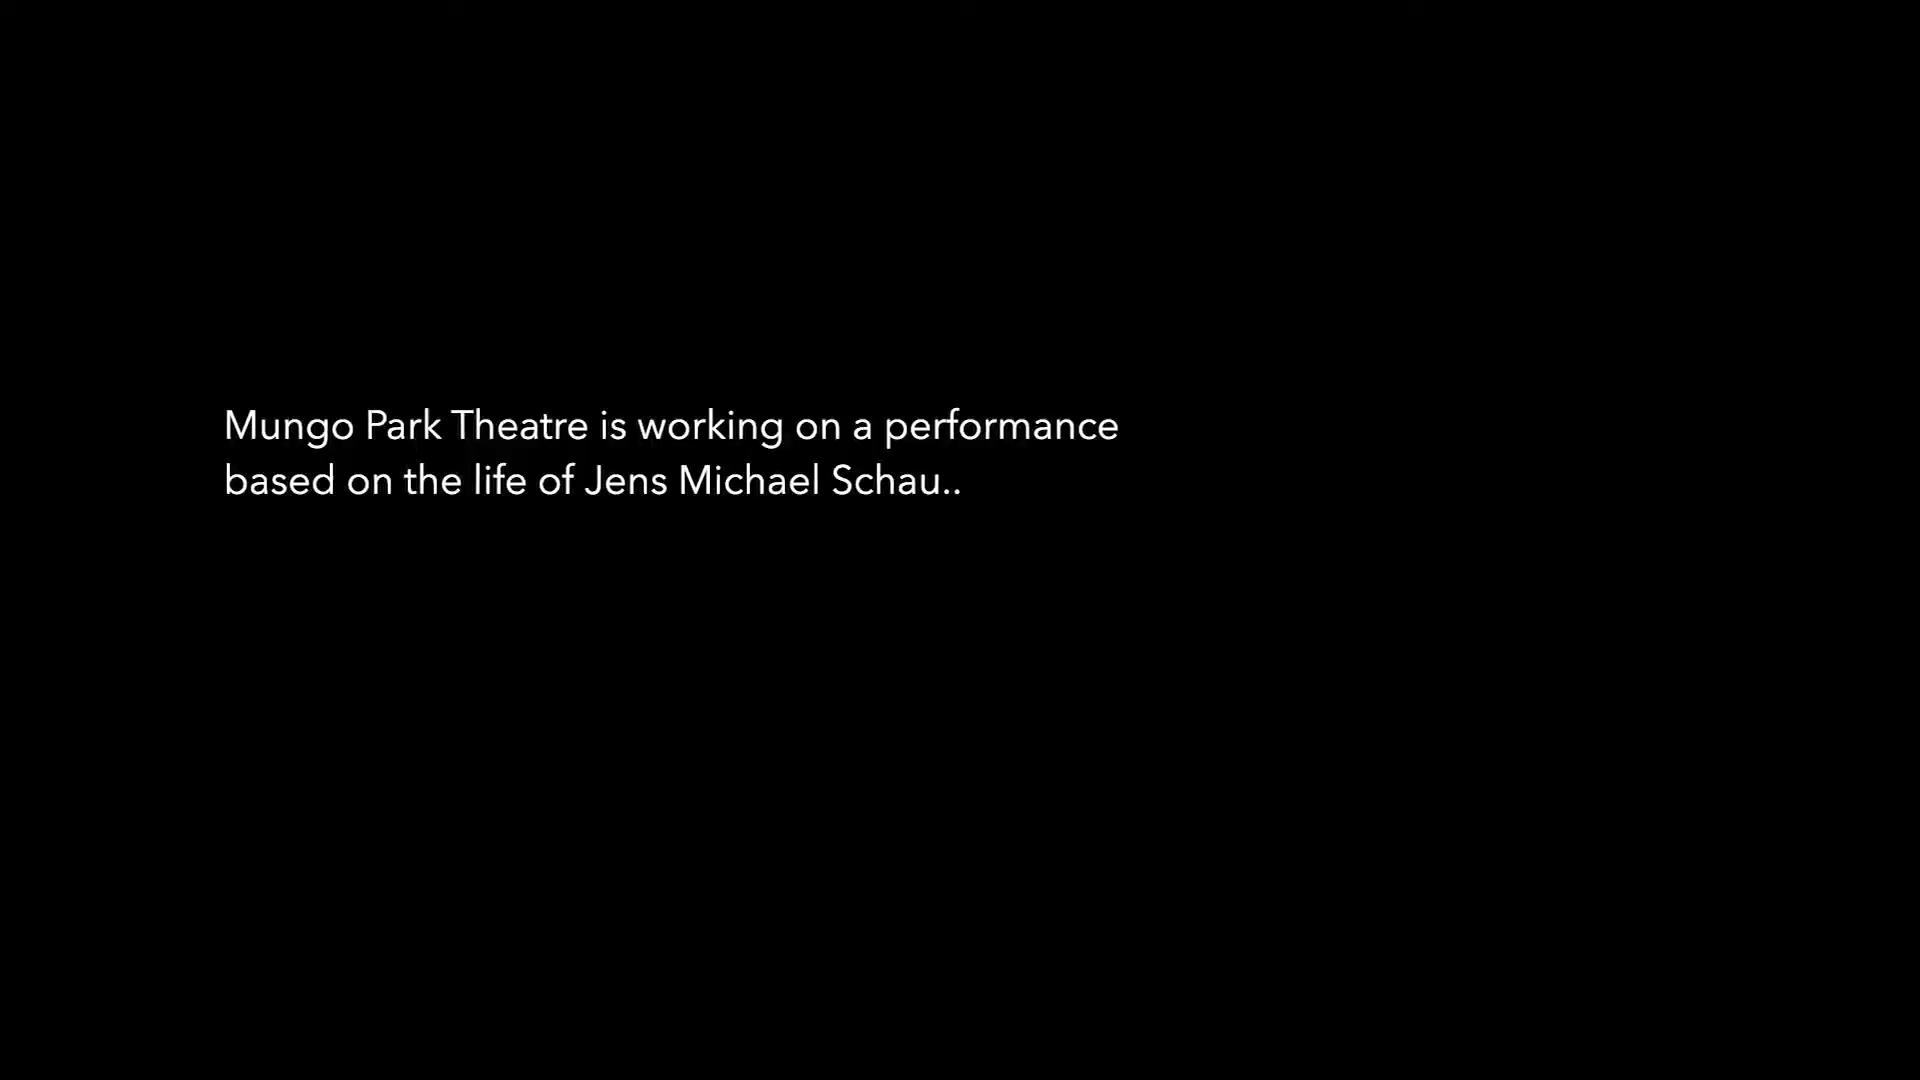 Mungo Park Theatre is working on a performance
based on the life of Jens Michael Schau..